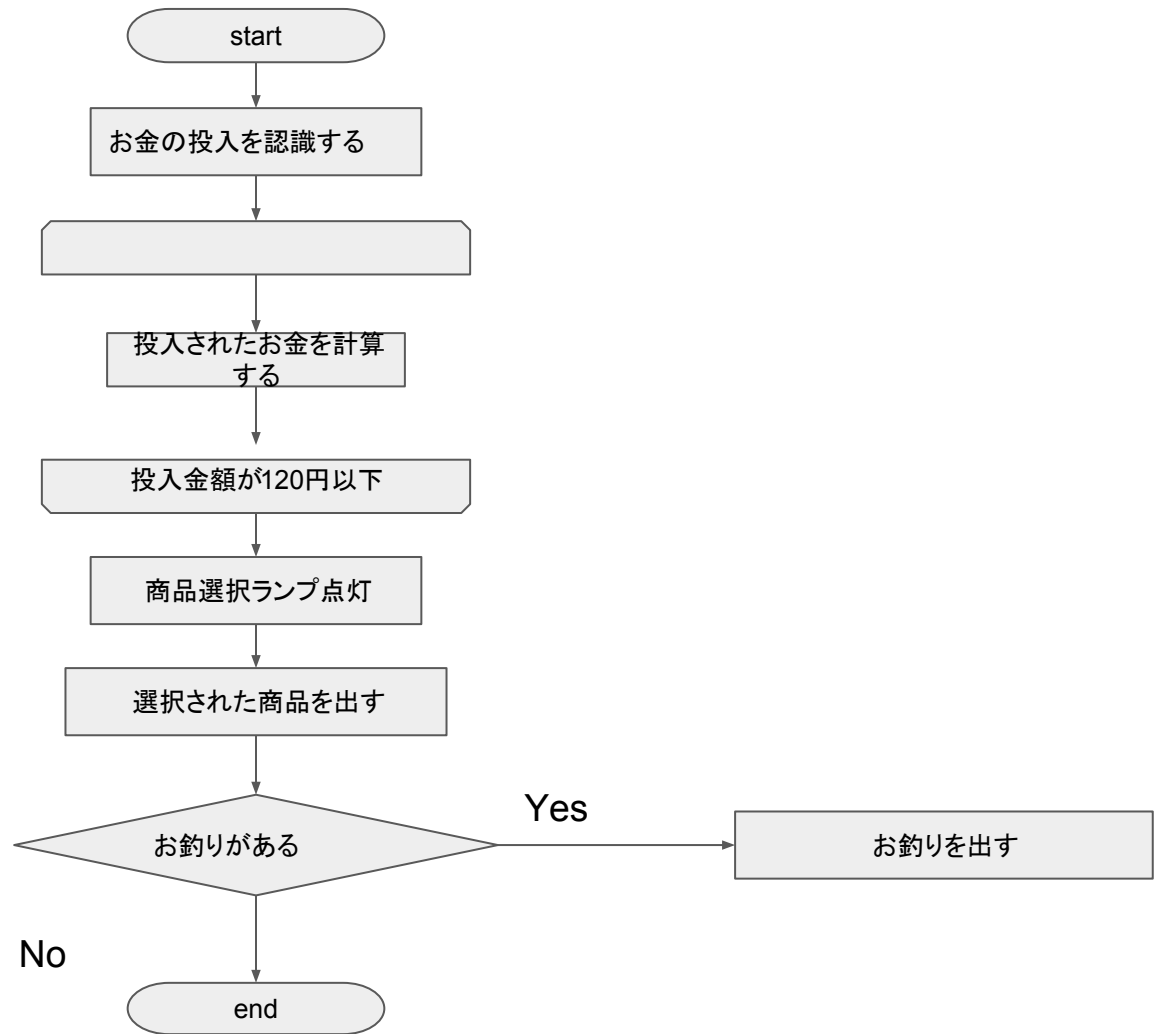 start
お金の投入を認識する
投入されたお金を計算
する
投入金額が120円以下
商品選択ランプ点灯
選択された商品を出す
Yes
お釣りがある
お釣りを出す
No
end